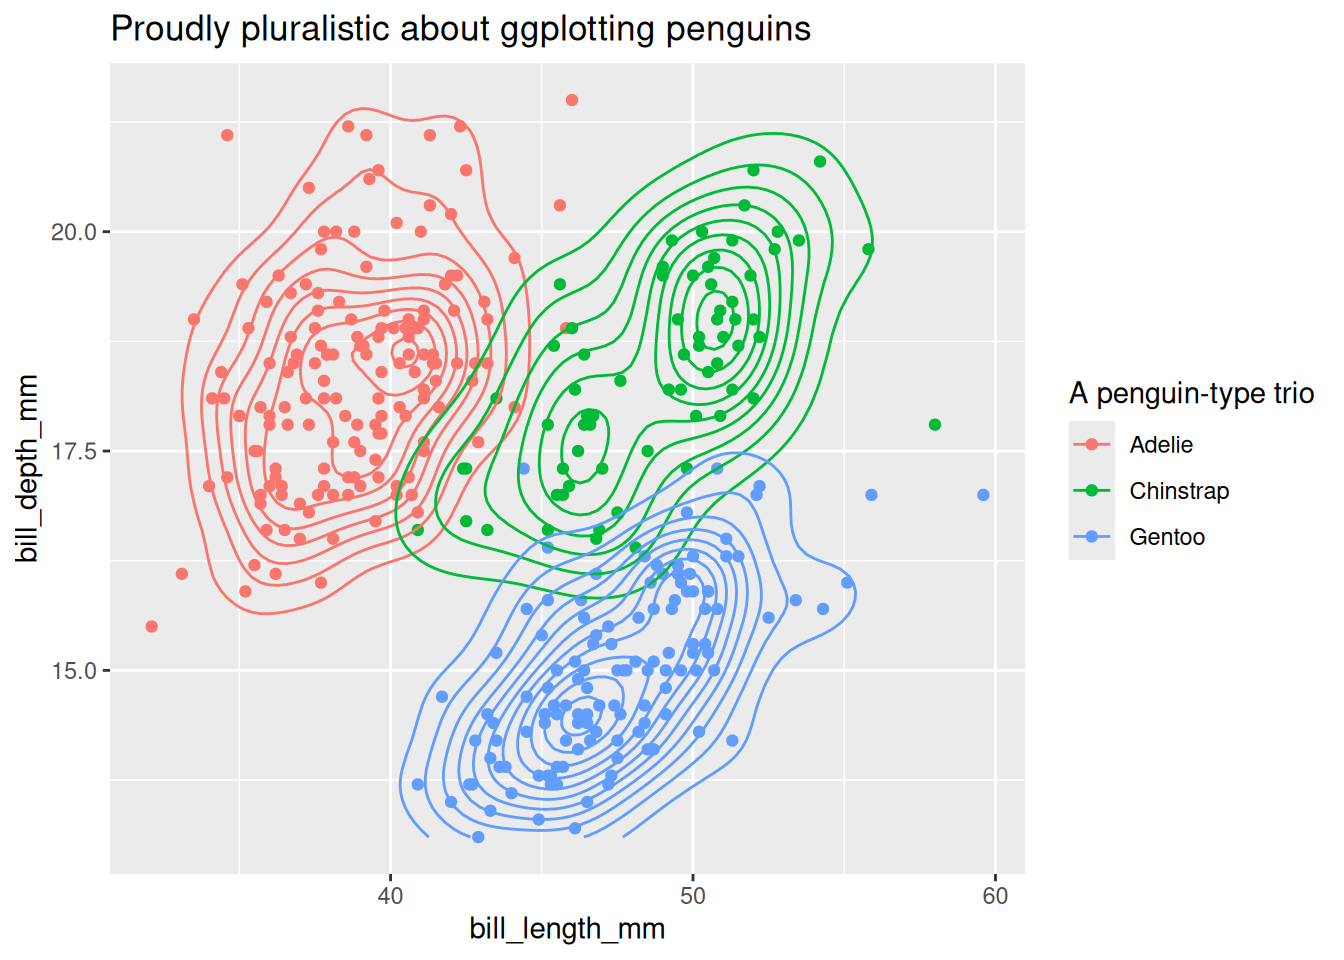 Proudly pluralistic about ggplotting penguins
20.0
17.5
15.0
bill_depth_mm
40
50
60
bill_length_mm
A penguin-type trio
Adelie
Chinstrap
Gentoo